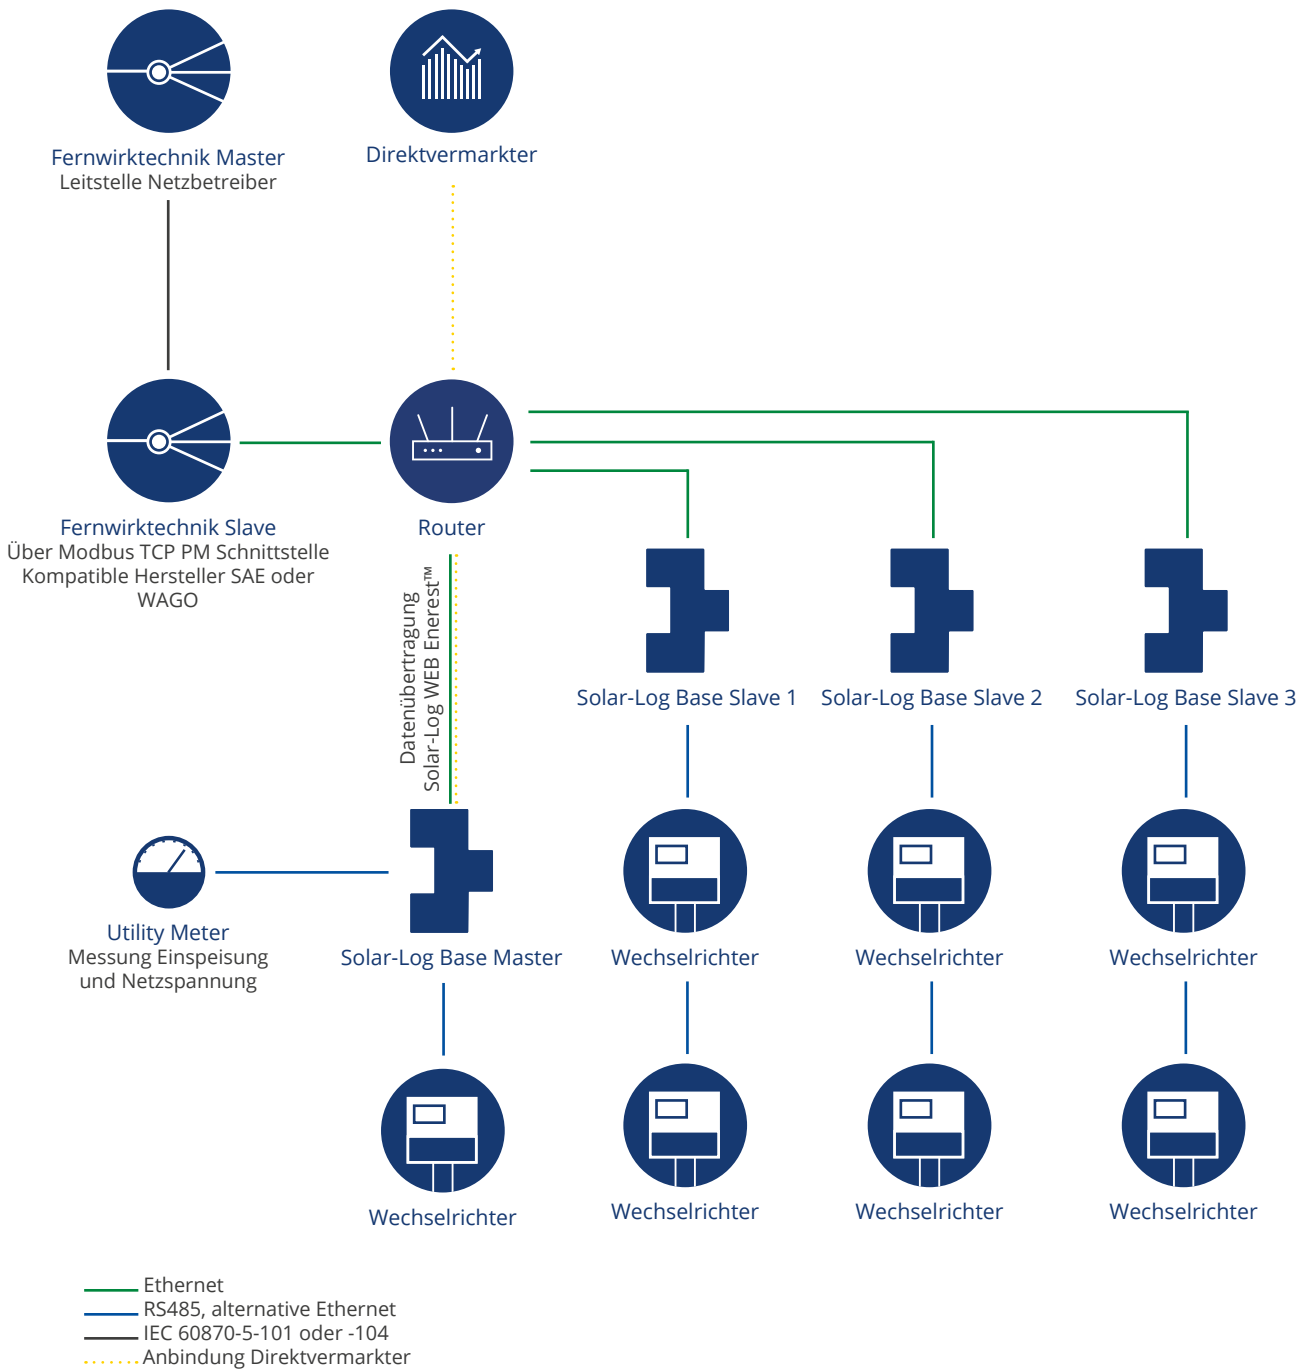 Fernwirktechnik Master
Leitstelle Netzbetreiber
Direktvermarkter
Fernwirktechnik Slave
Über Modbus TCP PM Schnittstelle
Kompatible Hersteller SAE oder
WAGO
Router
Datenübertragung
Solar-Log WEB Enerest™
Solar-Log Base Slave 1
Solar-Log Base Slave 2
Solar-Log Base Slave 3
Utility Meter
Messung Einspeisung
und Netzspannung
Solar-Log Base Master
Wechselrichter
Wechselrichter
Wechselrichter
Wechselrichter
Wechselrichter
Wechselrichter
Wechselrichter
Ethernet
RS485, alternative Ethernet
IEC 60870-5-101 oder -104
Anbindung Direktvermarkter